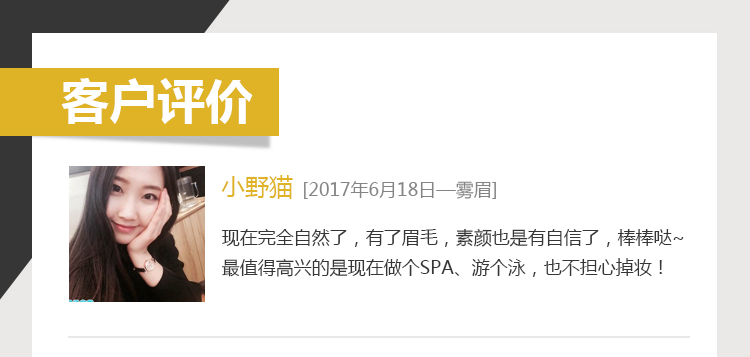 客户评价
小野猫 [2017年6月18日—雾眉]
现在完全自然了，有了眉毛，素颜也是有自信了，棒棒哒~
最值得高兴的是现在做个SPA、游个泳，也不担心掉妆！